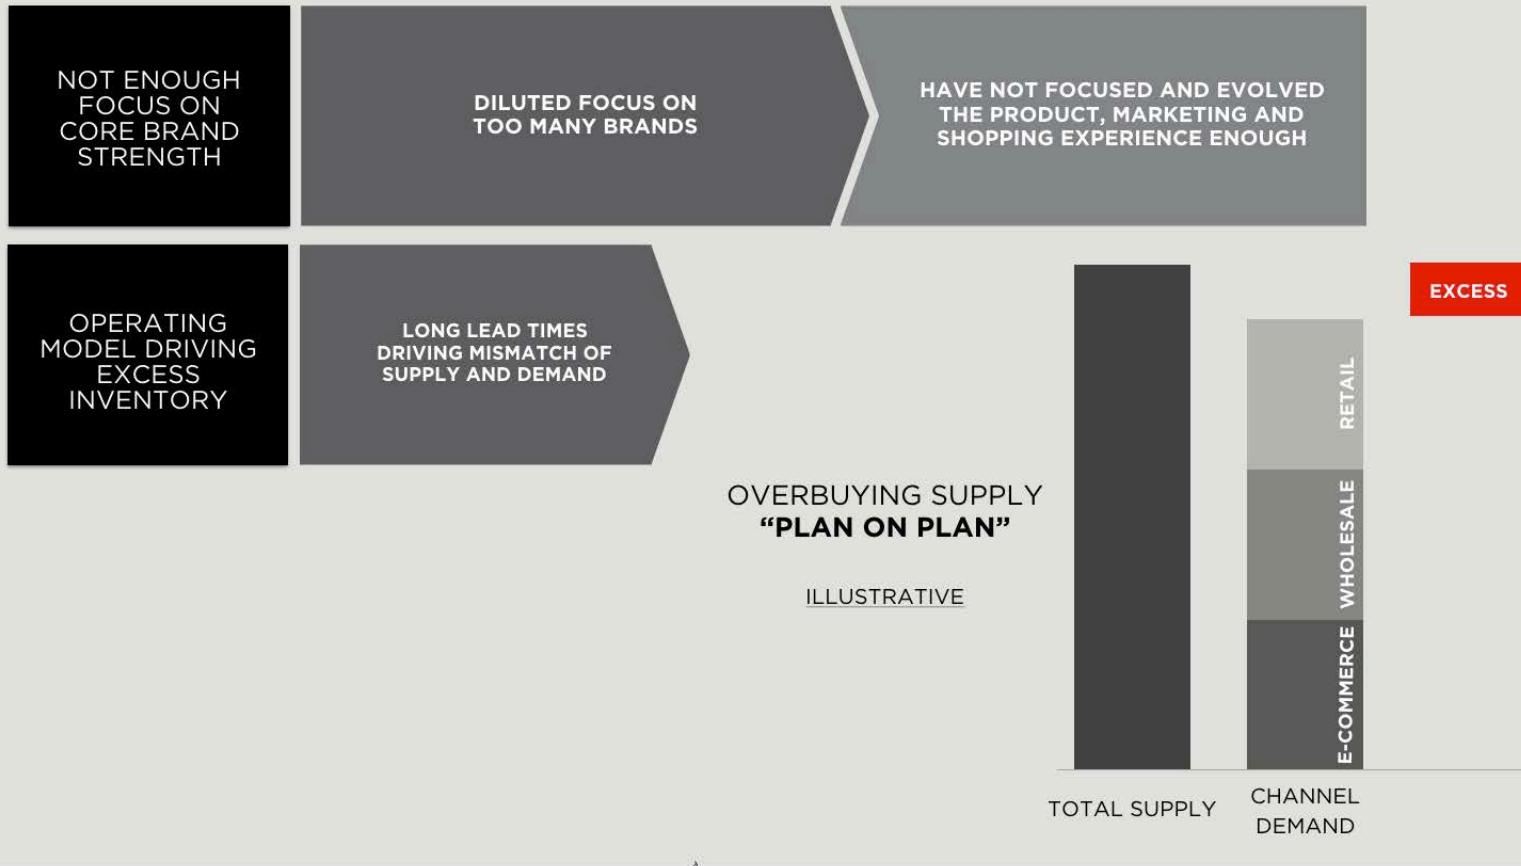 NOT ENOUGH
FOCUS ON
CORE BRAND
STRENGTH
DILUTED FOCUS ON
TOO MANY BRANDS
HAVE NOT FOCUSED AND EVOLVED
THE PRODUCT, MARKETING AND
SHOPPING EXPERIENCE ENOUGH
OPERATING
MODEL DRIVING
EXCESS
INVENTORY
LONG LEAD TIMES
DRIVING MISMATCH OF
SUPPLY AND DEMAND
OVERBUYING SUPPLY
“PLAN ON PLAN”
ILLUSTRATIVE
EXCESS
RETAIL
WHOLESALE
E-COMMERCE
TOTAL SUPPLY
CHANNEL
DEMAND